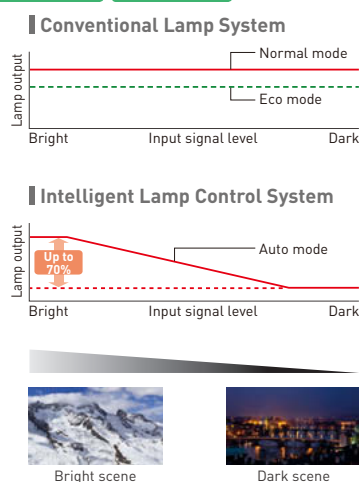 Conventional Lamp System
Lamp output
Normal mode
Eco mode
Bright Input signal level Dark
Intelligent Lamp Control System
Lamp output
Up to
70%
Auto mode
Bright Input signal level Dark
Bright scene Dark scene